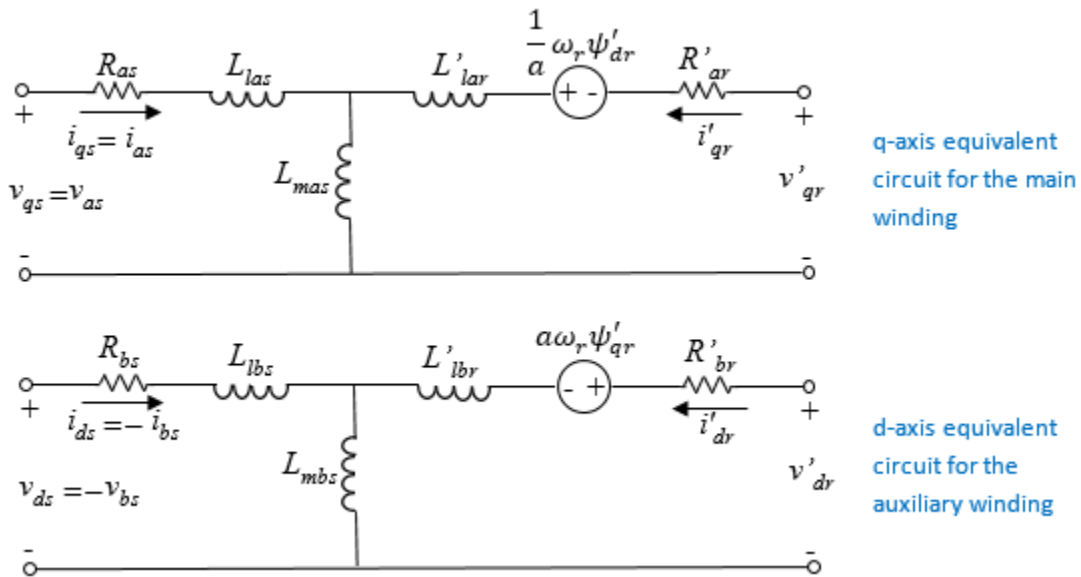 1/a ω_r ψ'_dr
R_as
L_las
L'_lar
R'_ar
+ -
+
+
i_qs= i_as
i'_qr
q-axis equivalent
circuit for the main
winding
L_mas
v_qs =v_as
v'_qr
-
-
aω_r ψ'_qr
R_bs
L_lbs
L'_lbr
R'_br
- +
+
+
i_ds =- i_bs
i'_dr
d-axis equivalent
circuit for the
auxiliary winding
L_mbs
v_ds =-v_bs
v'_dr
-
-